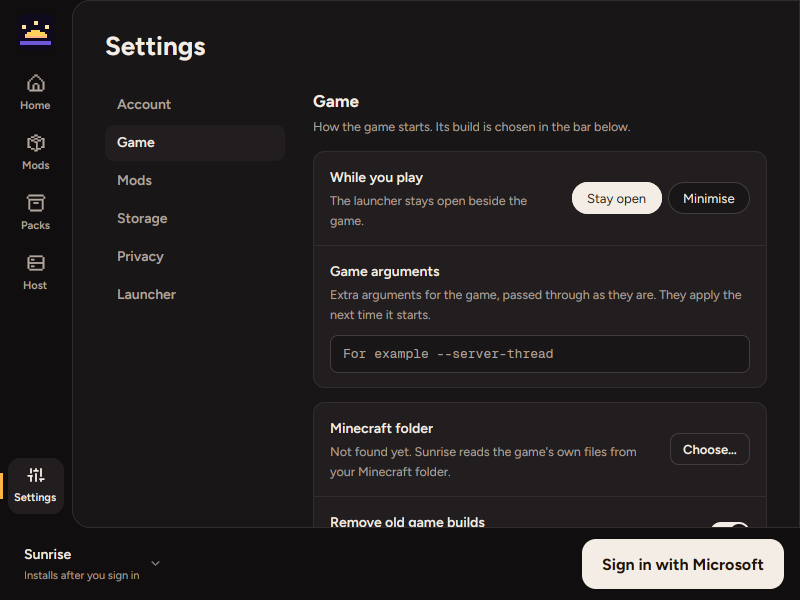 Settings
Home
Mods
Packs
Host
Settings
Account
Game
Mods
Storage
Privacy
Launcher
Game
How the game starts. Its build is chosen in the bar below.
While you play
The launcher stays open beside the
game.
Stay open
Minimise
Game arguments
Extra arguments for the game, passed through as they are. They apply the
next time it starts.
For example --server-thread
Minecraft folder
Not found yet. Sunrise reads the game's own files from
your Minecraft folder.
Choose...
Remove old game builds
Sunrise
Installs after you sign in
Sign in with Microsoft